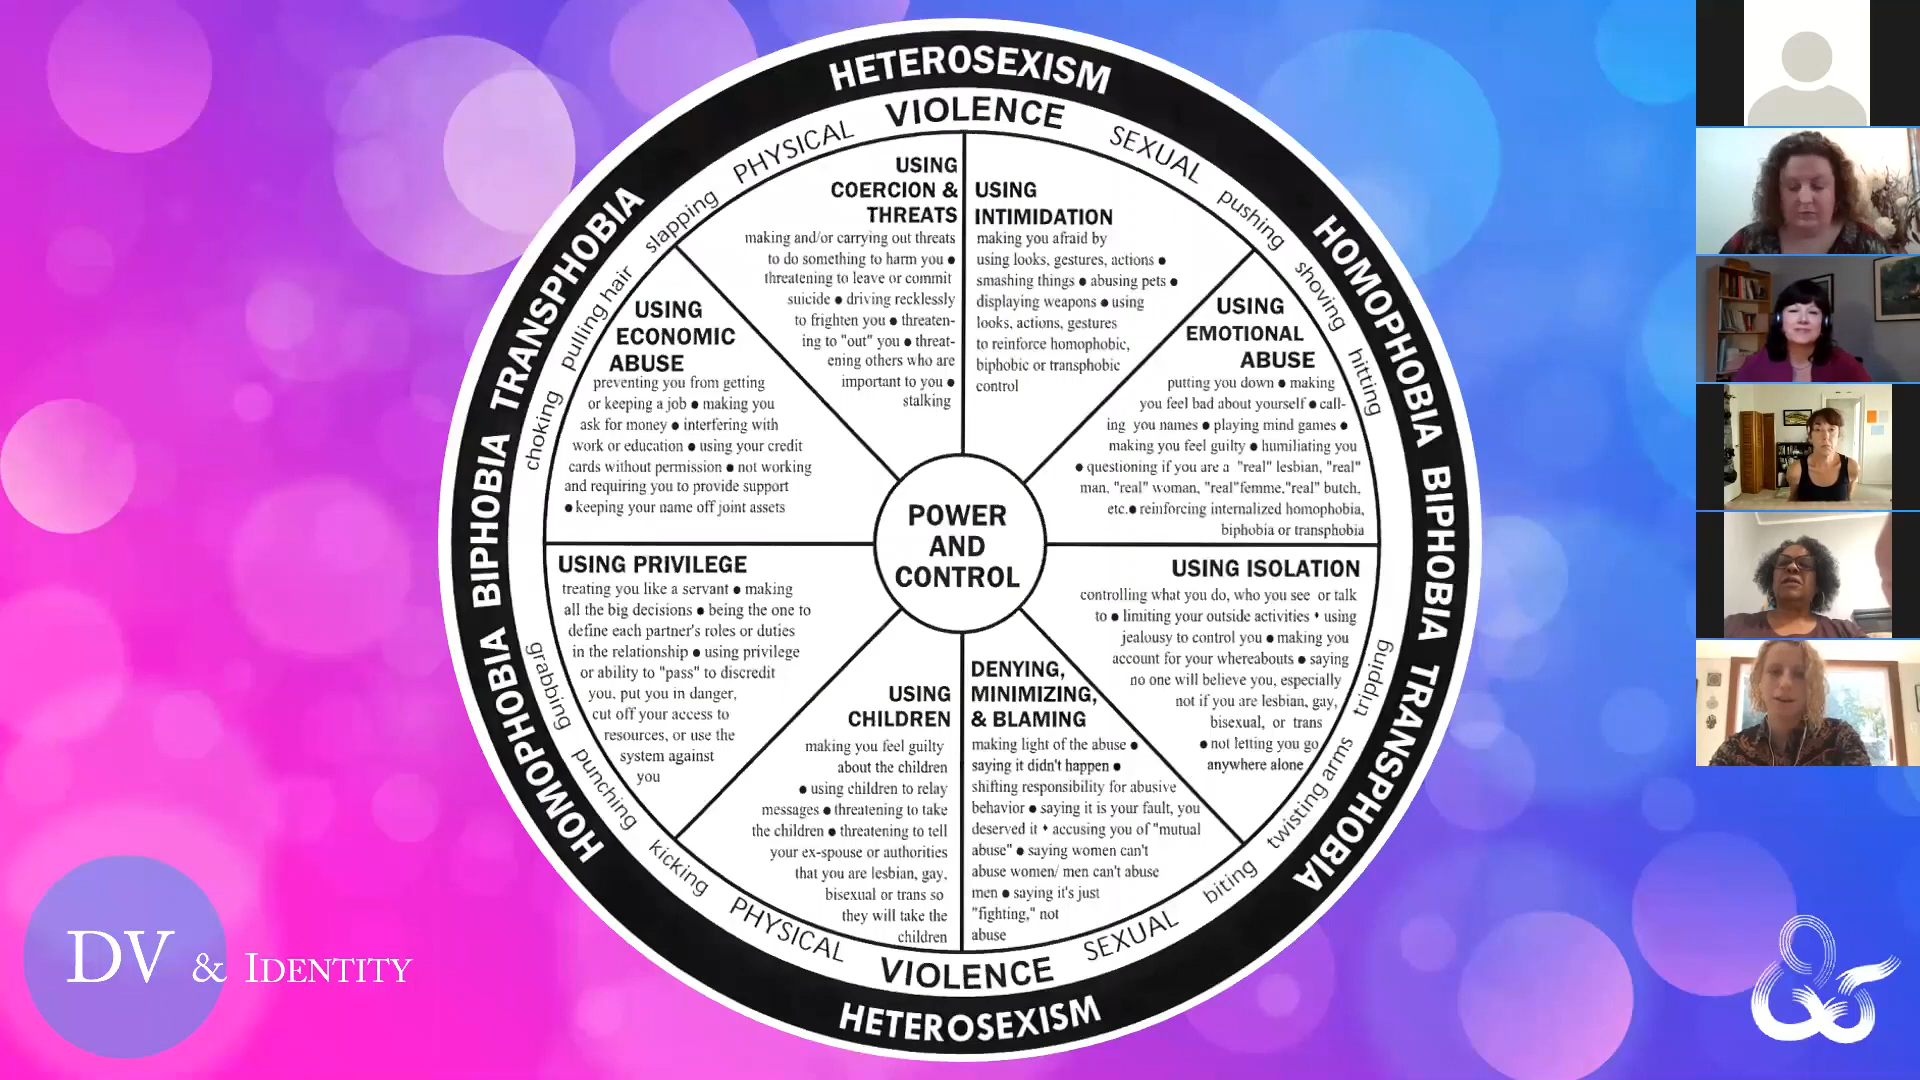 HETEROSEXISM
VIOLENCE
PHYSICAL
SEXUAL
slapping
pushing
pulling hair
shoving
choking
hitting
TRANSPHOBIA
BIPHOBIA
HOMOPHOBIA
HOMOPHOBIA
BIPHOBIA
TRANSPHOBIA
USING
COERCION &
THREATS
making and/or carrying out threats
to do something to harm you ●
threatening to leave or commit
suicide ● driving recklessly
to frighten you ● threaten-
ing to "out" you ● threat-
ening others who are
important to you ●
stalking
USING
INTIMIDATION
making you afraid by
using looks, gestures, actions ●
smashing things ● abusing pets ●
displaying weapons ● using
looks, actions, gestures
to reinforce homophobic,
biphobic or transphobic
control
USING
ECONOMIC
ABUSE
preventing you from getting
or keeping a job ● making you
ask for money ● interfering with
work or education ● using your credit
cards without permission ● not working
and requiring you to provide support
● keeping your name off joint assets
USING
EMOTIONAL
ABUSE
putting you down ● making
you feel bad about yourself ● call-
ing you names ● playing mind games ●
making you feel guilty ● humiliating you
● questioning if you are a "real" lesbian, "real"
man, "real" woman, "real"femme,"real" butch,
etc.● reinforcing internalized homophobia,
biphobia or transphobia
POWER
AND
CONTROL
USING PRIVILEGE
treating you like a servant ● making
all the big decisions ● being the one to
define each partner's roles or duties
in the relationship ● using privilege
or ability to "pass" to discredit
you, put you in danger,
cut off your access to
resources, or use the
system against
you
USING ISOLATION
controlling what you do, who you see or talk
to ● limiting your outside activities • using
jealousy to control you ● making you
account for your whereabouts ● saying
no one will believe you, especially
not if you are lesbian, gay,
bisexual, or trans
● not letting you go
anywhere alone
USING
CHILDREN
making you feel guilty
about the children
● using children to relay
messages ● threatening to take
the children ● threatening to tell
your ex-spouse or authorities
that you are lesbian, gay,
bisexual or trans so
they will take the
children
DENYING,
MINIMIZING,
& BLAMING
making light of the abuse ●
saying it didn't happen ●
shifting responsibility for abusive
behavior ● saying it is your fault, you
deserved it • accusing you of "mutual
abuse" ● saying women can't
abuse women/ men can't abuse
men ● saying it's just
"fighting," not
abuse
grabbing
tripping
punching
twisting arms
kicking
biting
PHYSICAL
SEXUAL
VIOLENCE
HETEROSEXISM
DV & IDENTITY